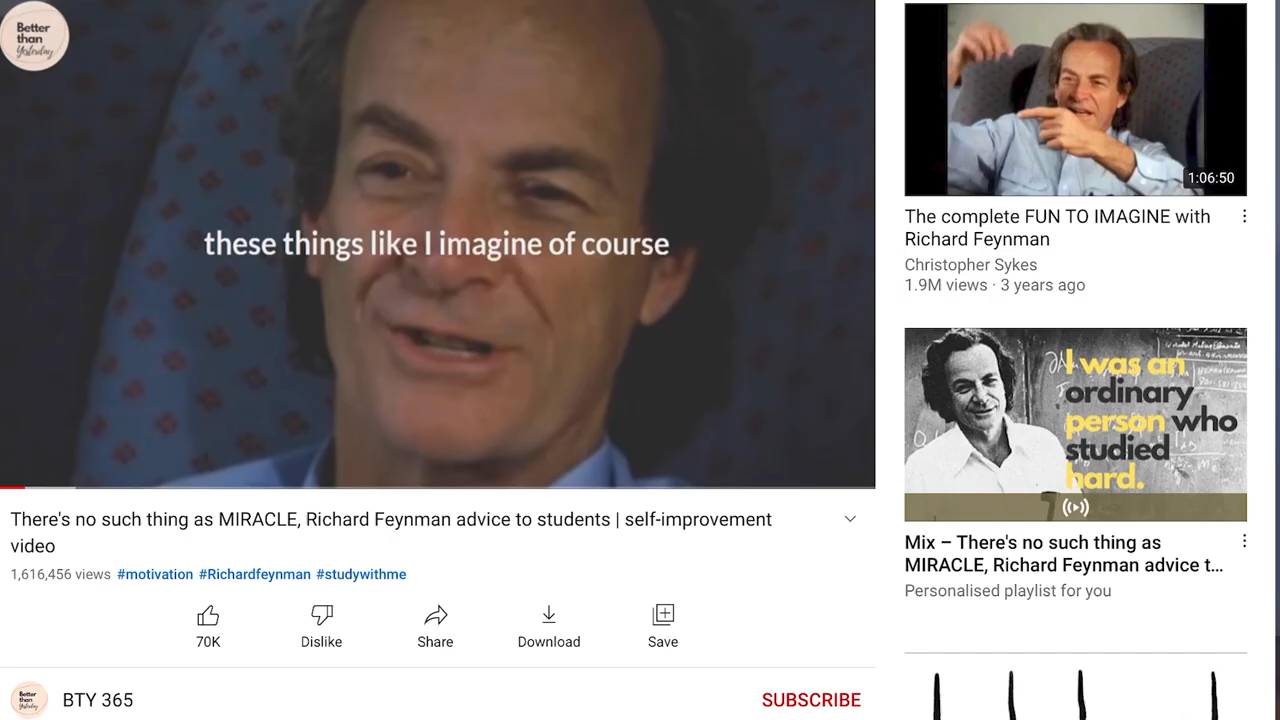 Better
than
Yesterday
these things like I imagine of course
There's no such thing as MIRACLE, Richard Feynman advice to students | self-improvement
video
1,616,456 views #motivation #Richardfeynman #studywithme
70K
Dislike
Share
Download
Save
Better
than
Yesterday
BTY 365
SUBSCRIBE
1:06:50
The complete FUN TO IMAGINE with
Richard Feynman
Christopher Sykes
1.9M views · 3 years ago
I was an
ordinary
person who
studied
hard.
Mix – There's no such thing as
MIRACLE, Richard Feynman advice t...
Personalised playlist for you